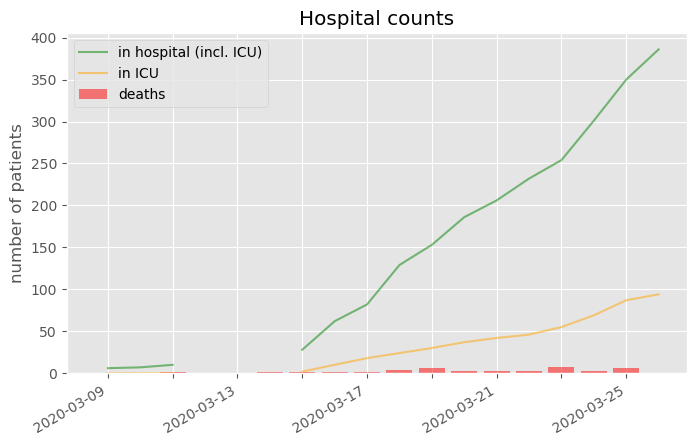 Hospital counts
in hospital (incl. ICU)
in ICU
deaths
number of patients
400
350
300
250
200
150
100
50
0
2020-03-09
2020-03-13
2020-03-17
2020-03-21
2020-03-25